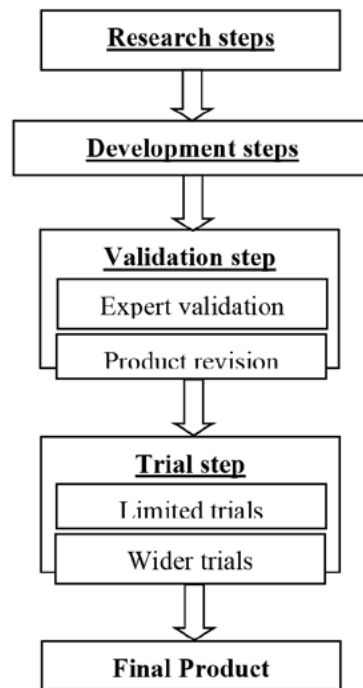 Research steps
Development steps
Validation step
Expert validation
Product revision
Trial step
Limited trials
Wider trials
Final Product